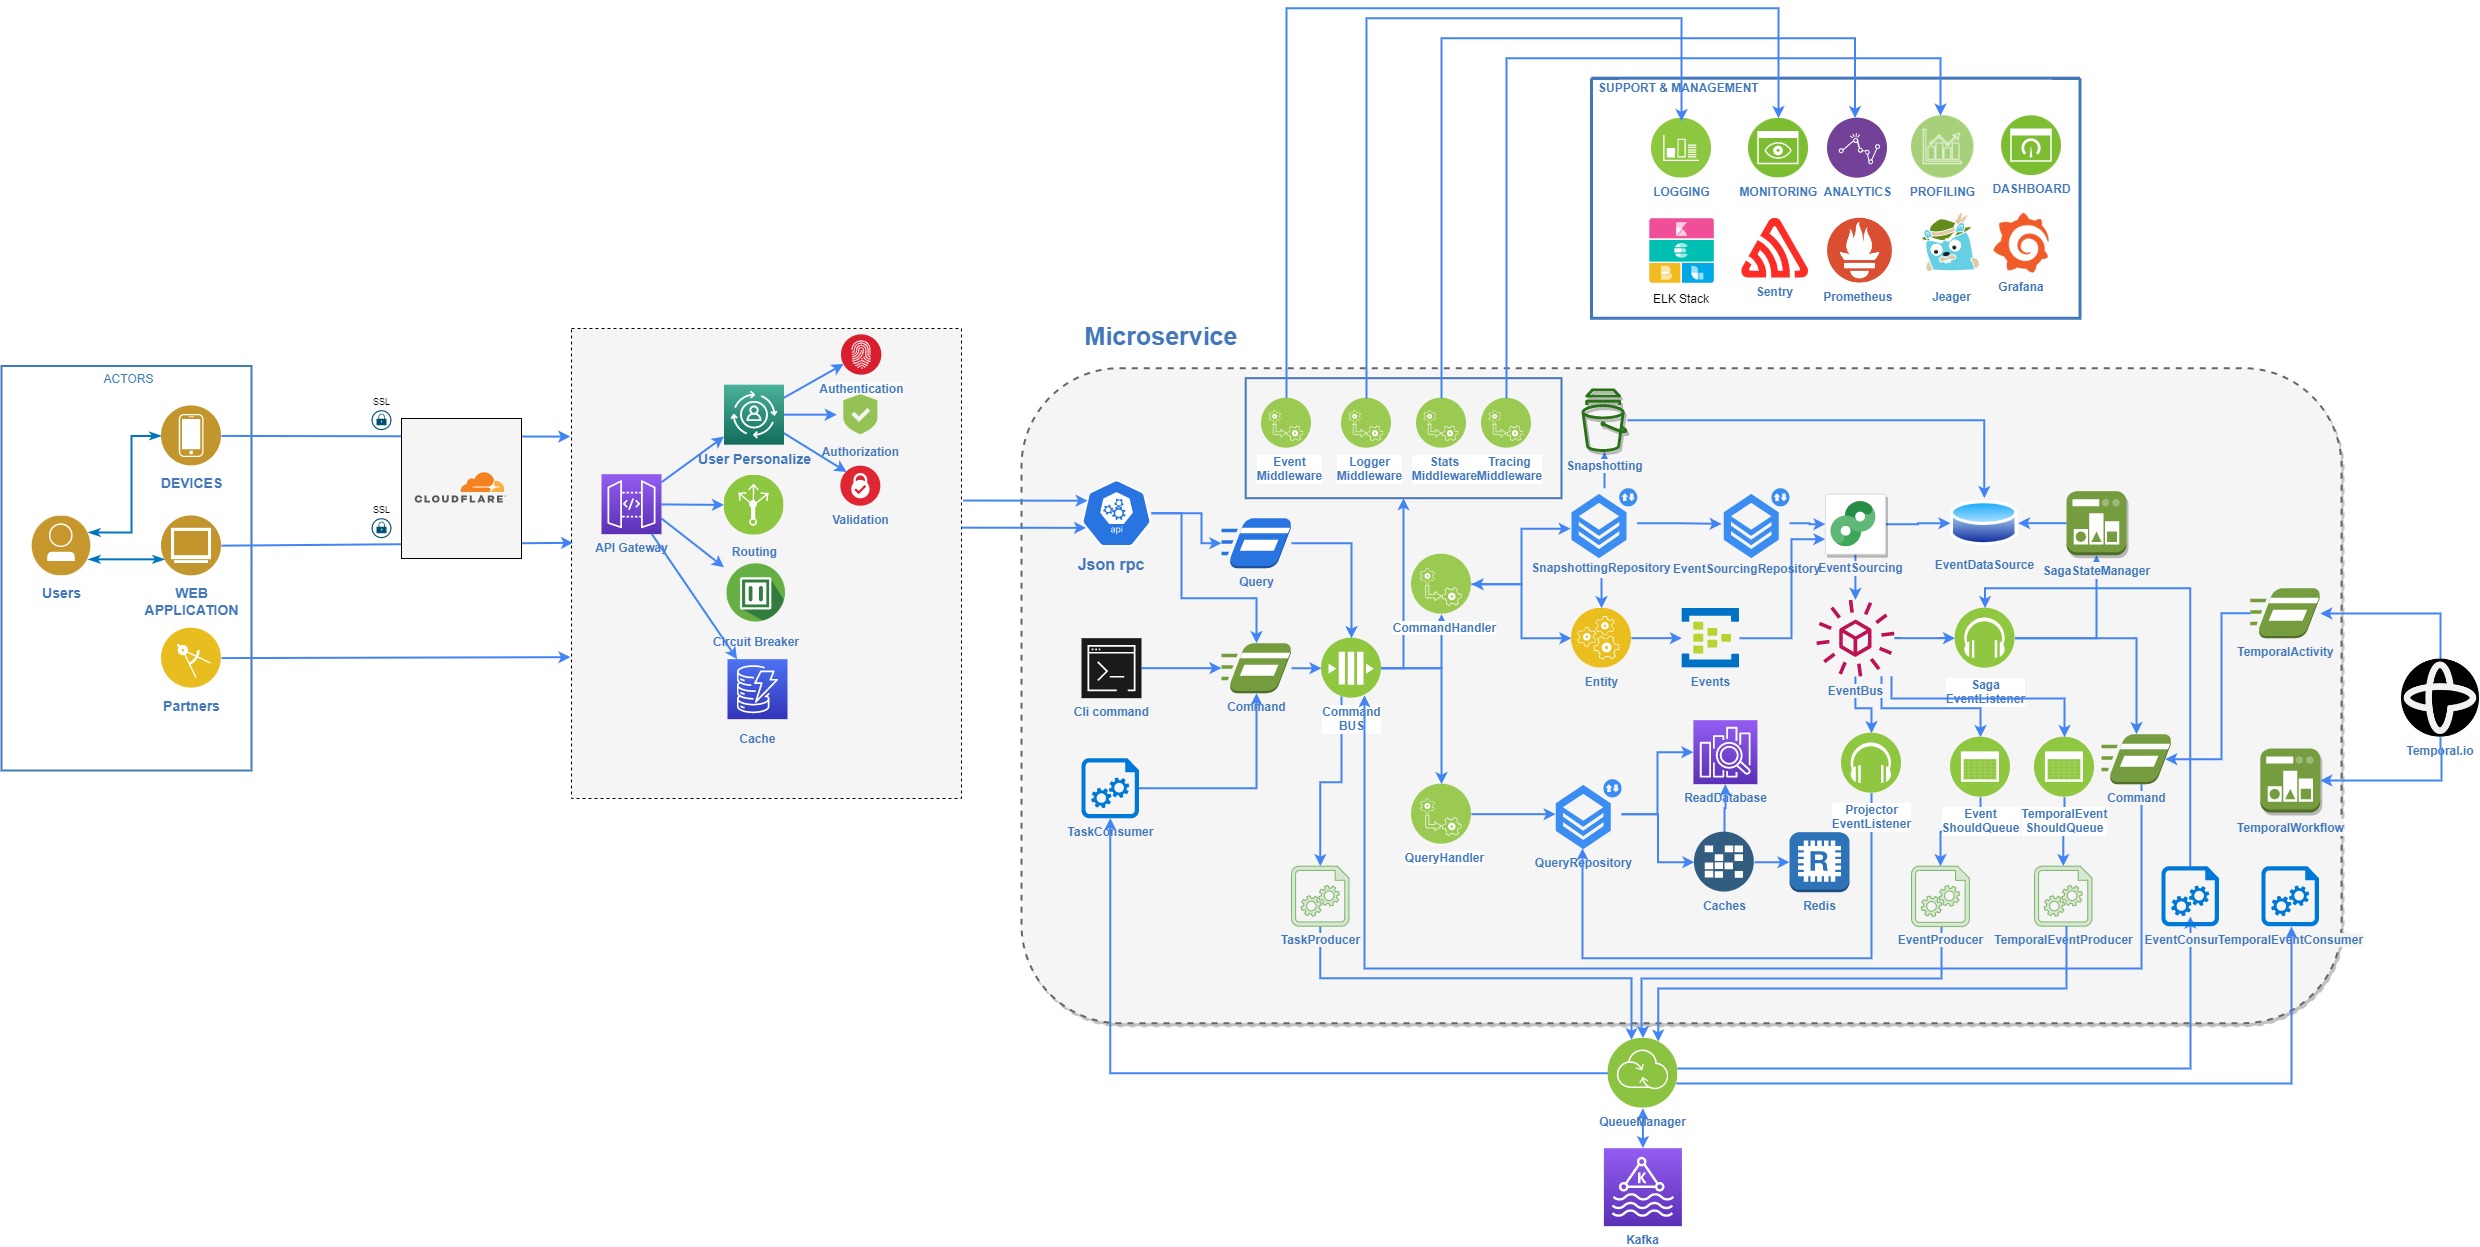 SUPPORT & MANAGEMENT
LOGGING
MONITORING
ANALYTICS
PROFILING
DASHBOARD
K
E
B
L
ELK Stack
Sentry
Prometheus
Jeager
Grafana
ACTORS
DEVICES
Users
WEB
APPLICATION
Partners
SSL
SSL
CLOUDFLARE
Authentication
Authorization
User Personalize
Validation
API Gateway
Routing
Circuit Breaker
Cache
Microservice
api
Json rpc
Event
Middleware
Logger
Middleware
Stats
Middleware
Tracing
Middleware
Snapshotting
Query
SnapshottingRepository
EventSourcingRepository
EventSourcing
EventDataSource
SagaStateManager
CommandHandler
Cli command
Command
Command
BUS
Entity
Events
EventBus
Saga
EventListener
TemporalActivity
Temporal.io
TemporalWorkflow
TaskConsumer
QueryHandler
QueryRepository
ReadDatabase
Caches
R
Redis
Projector
EventListener
Event
ShouldQueue
TemporalEvent
ShouldQueue
Command
TaskProducer
EventProducer
TemporalEventProducer
EventConsur
TemporalEventConsumer
QueueManager
K
Kafka